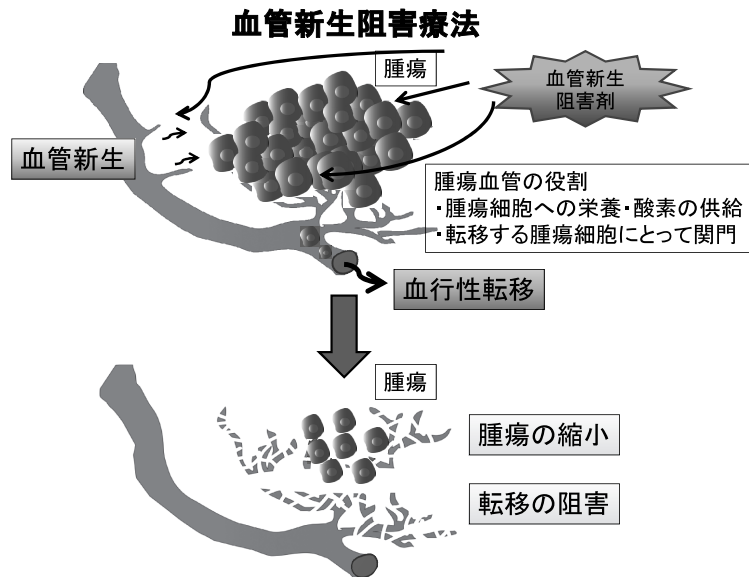 血管新生阻害療法
腫瘍
血管新生
阻害剤
血管新生
腫瘍血管の役割
・腫瘍細胞への栄養・酸素の供給
・転移する腫瘍細胞にとって関門
血行性転移
腫瘍
腫瘍の縮小
転移の阻害